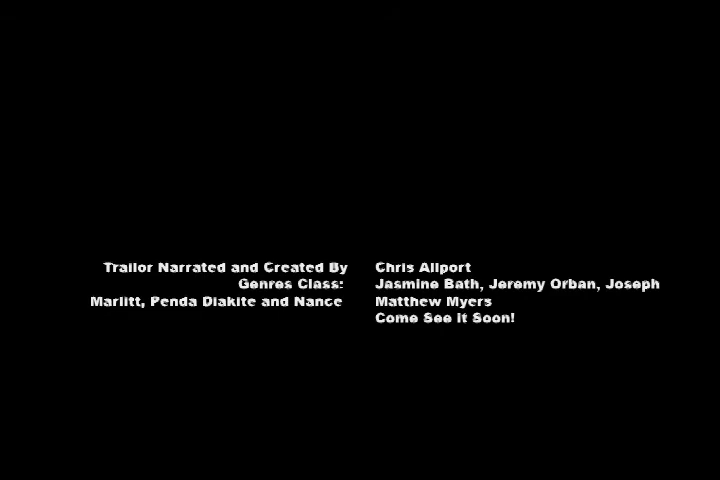 Trailor Narrated and Created By Chris Allport
Genres Class: Jasmine Bath, Jeremy Orban, Joseph
Marlitt, Penda Diakite and Nance Matthew Myers
Come See it Soon!